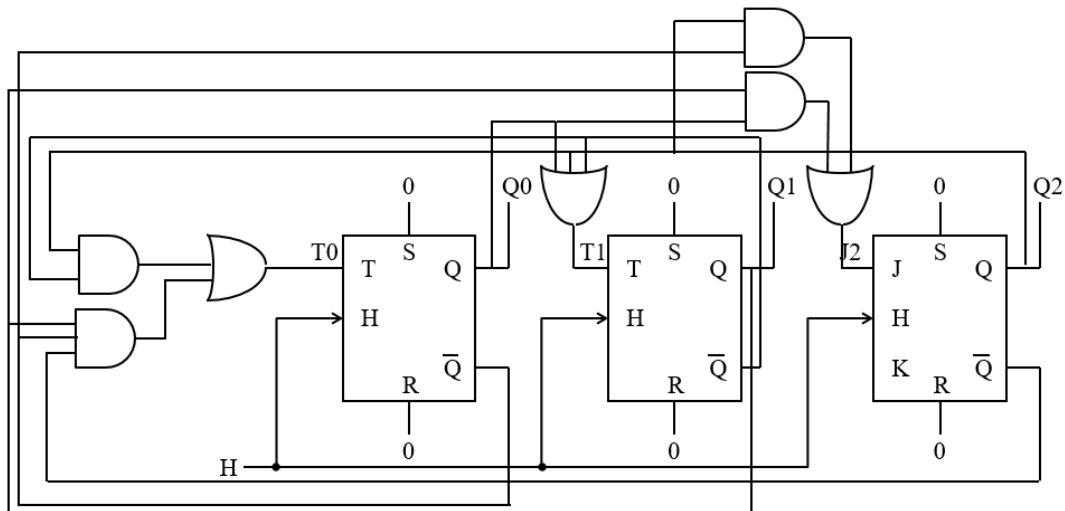 0 Q0 0 Q1 0 Q2
T0 T S Q T1 T S Q J2 J S Q
H H H
Q̅ Q̅ K Q̅
R R R
0 0 0
H